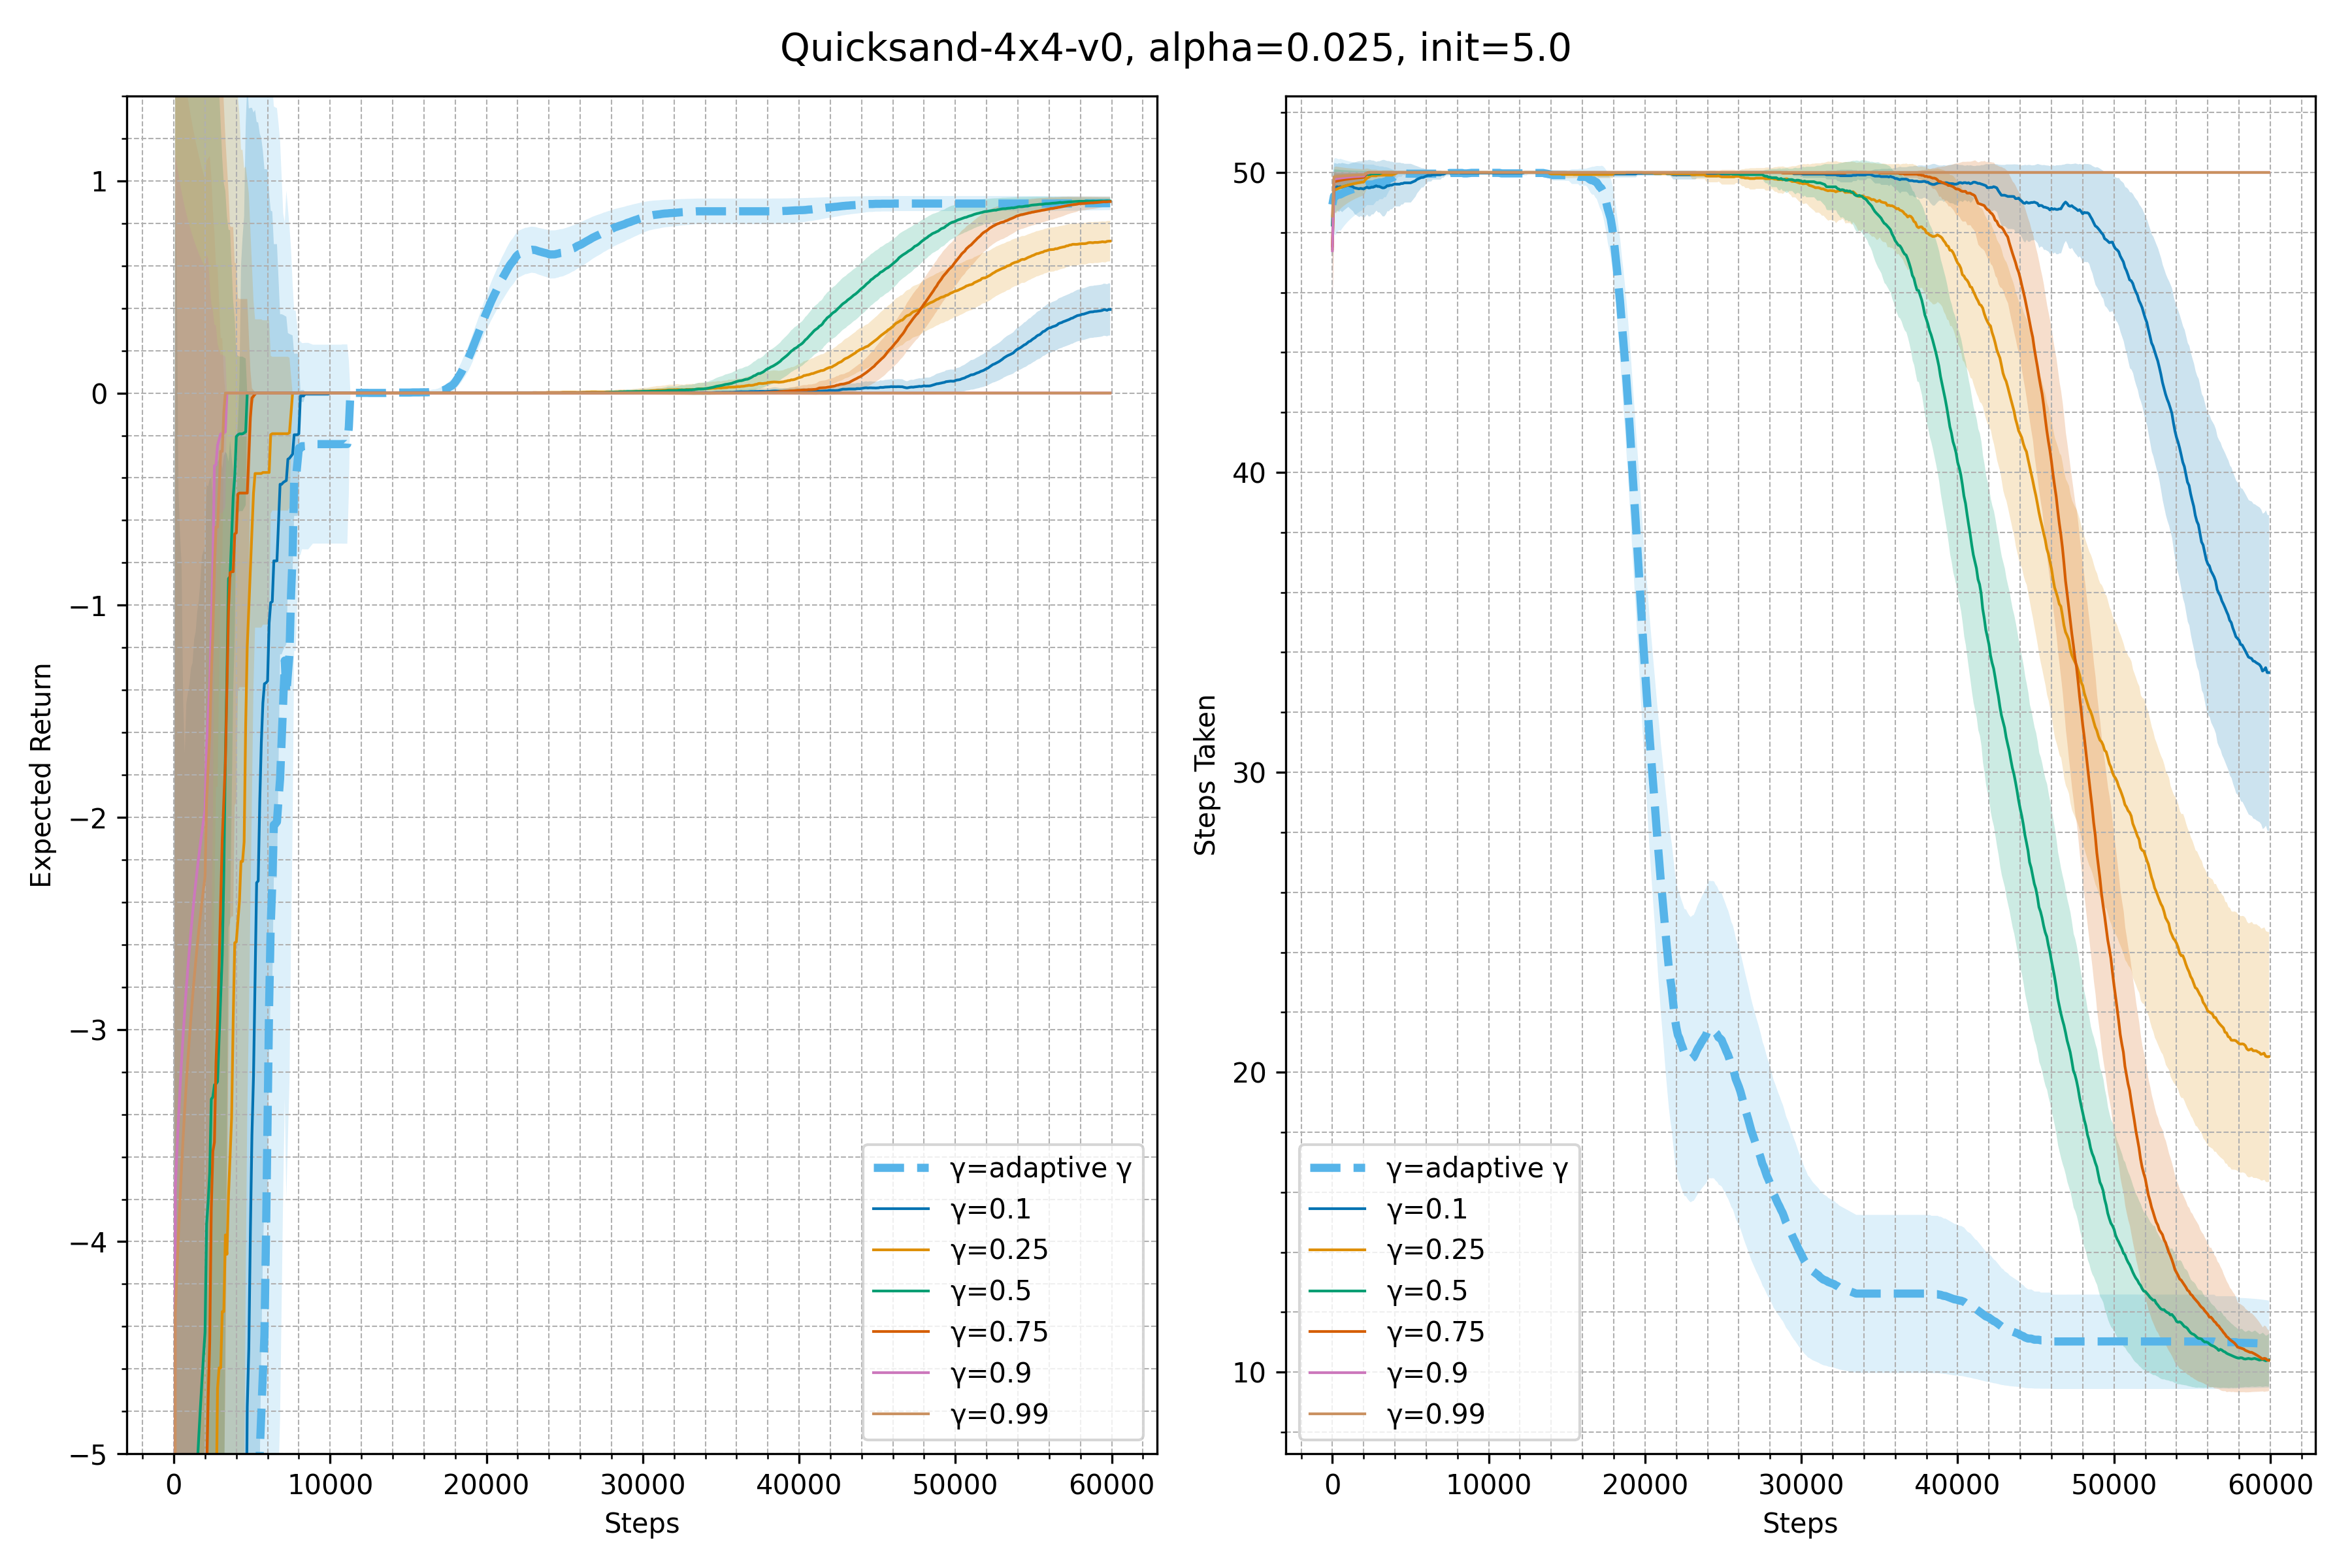 Quicksand-4x4-v0, alpha=0.025, init=5.0
Expected Return
1
0
−1
−2
−3
−4
−5
0
10000
20000
30000
40000
50000
60000
Steps
γ=adaptive γ
γ=0.1
γ=0.25
γ=0.5
γ=0.75
γ=0.9
γ=0.99
Steps Taken
50
40
30
20
10
0
10000
20000
30000
40000
50000
60000
Steps
γ=adaptive γ
γ=0.1
γ=0.25
γ=0.5
γ=0.75
γ=0.9
γ=0.99